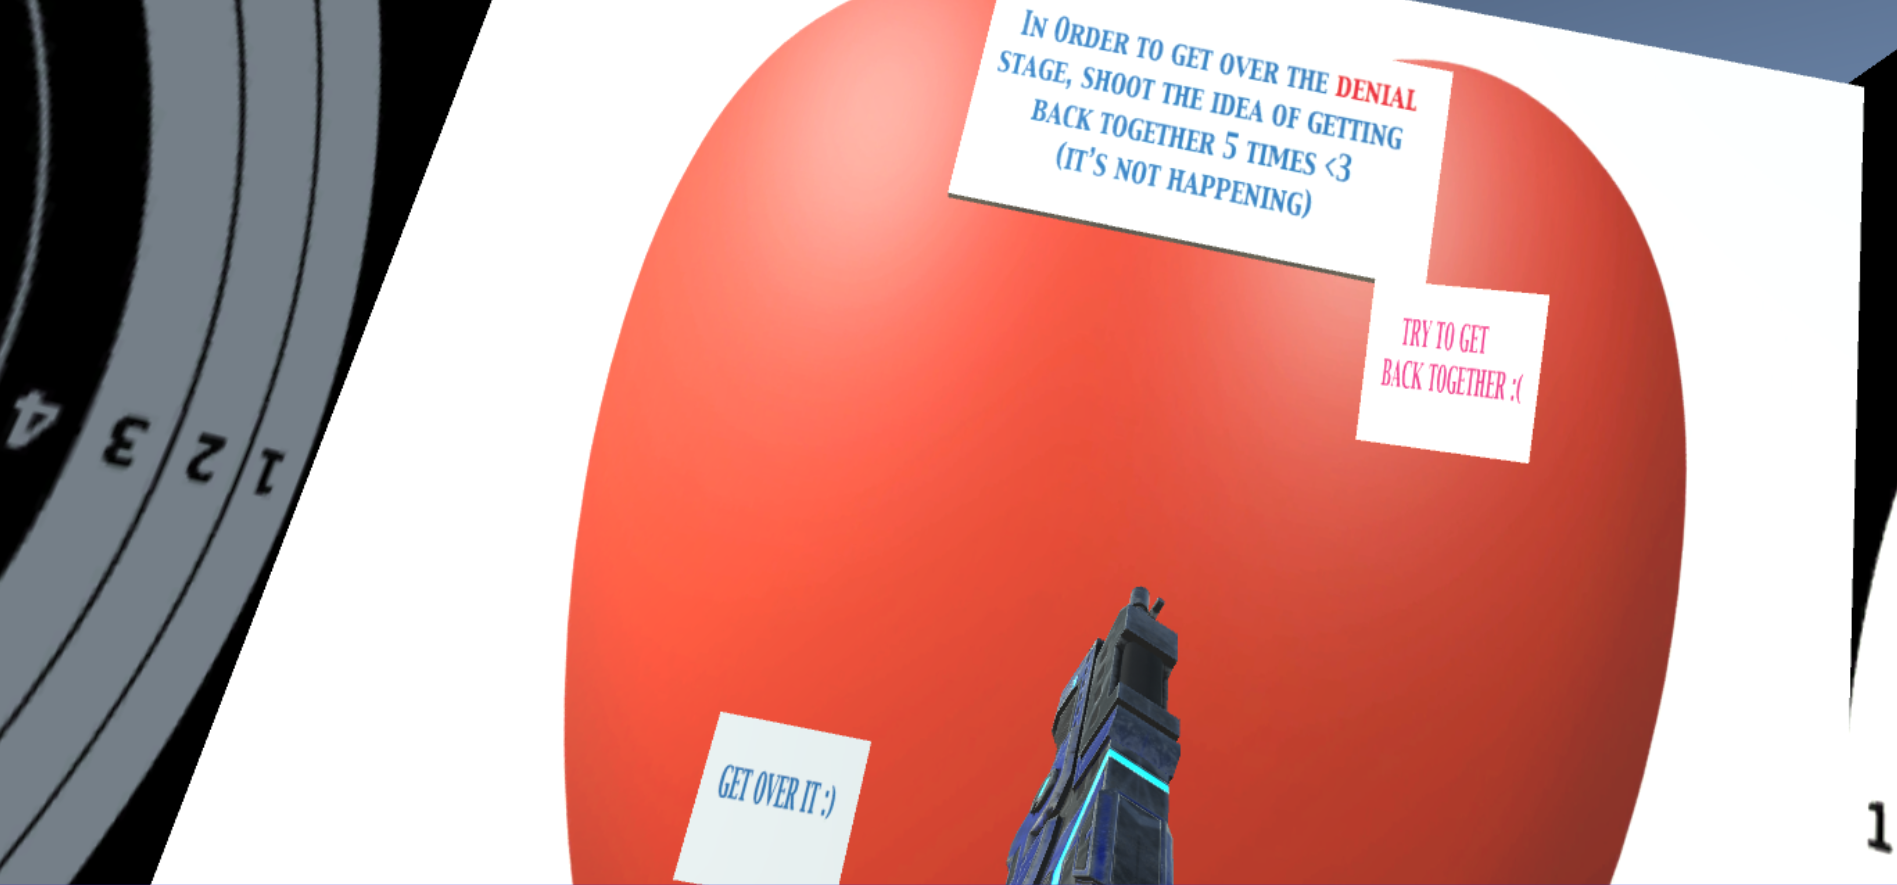 In Order to get over the denial
stage, shoot the idea of getting
back together 5 times <3
(it's not happening)
TRY TO GET
BACK TOGETHER :(
GET OVER IT :)
4 3 2 1
1